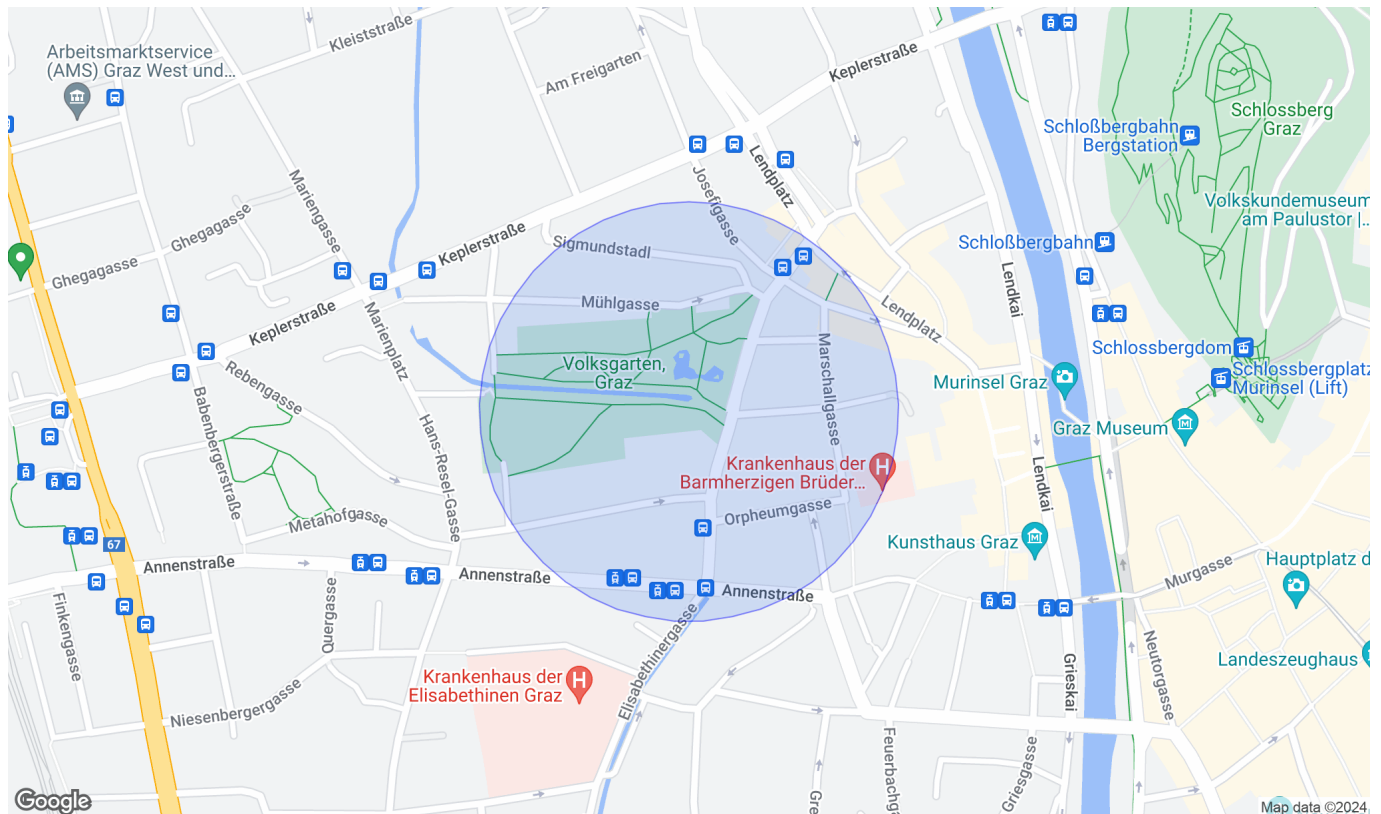 Kleiststraße
Arbeitsmarktservice
(AMS) Graz West und…
Am Freigarten
Keplerstraße
Schlossberg
Graz
Schloßbergbahn
Bergstation
Lendplatz
Josefigasse
Mariengasse
Volkskundemuseum
am Paulustor |…
Ghegagasse
Keplerstraße
Sigmundstadl
Schloßbergbahn
Ghegagasse
Lendkai
Mühlgasse
Keplerstraße
Marienplatz
Lendplatz
Marschallgasse
Schlossbergdom
Volksgarten,
Graz
Rebengasse
Murinsel Graz
Schlossbergplatz
Murinsel (Lift)
Babenbergerstraße
Hans-Resel-Gasse
Graz Museum
Krankenhaus der
Barmherzigen Brüder…
H
Lendkai
Metahofgasse
Orpheumgasse
Kunsthaus Graz
67
Annenstraße
Annenstraße
Annenstraße
Murgasse
Hauptplatz d
Finkengasse
Quergasse
Elisabethinergasse
Neutorgasse
Landeszeughaus
Krankenhaus der
Elisabethinen Graz
H
Grieskai
Niesenbergergasse
Feuerbachga
Griesgasse
Gre
Google
Map data ©2024